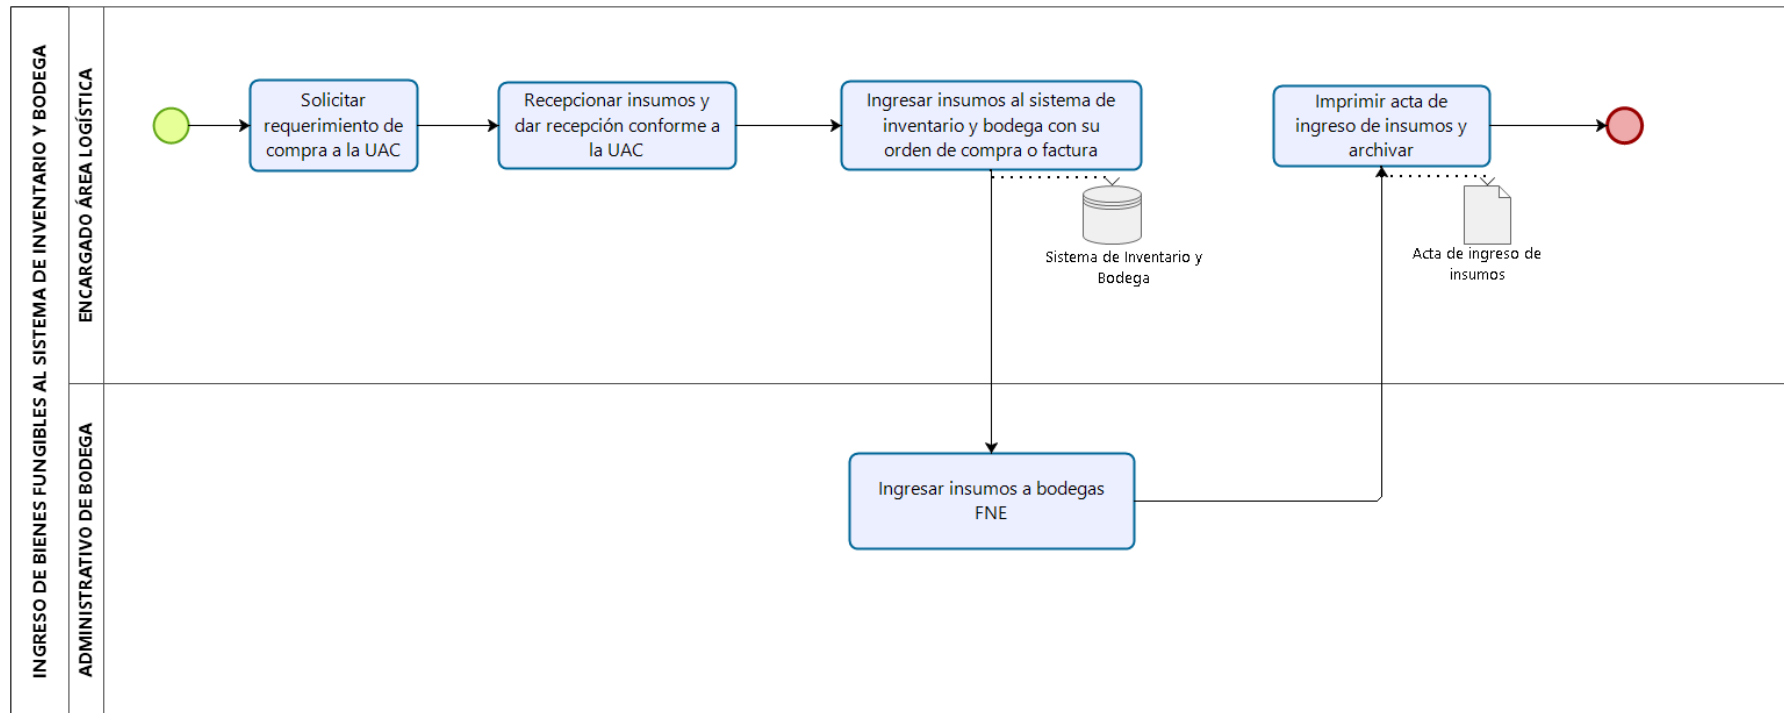 INGRESO DE BIENES FUNGIBLES AL SISTEMA DE INVENTARIO Y BODEGA
ENCARGADO ÁREA LOGÍSTICA
Solicitar
requerimiento de
compra a la UAC
Recepcionar insumos y
dar recepción conforme a
la UAC
Ingresar insumos al sistema de
inventario y bodega con su
orden de compra o factura
Sistema de Inventario y
Bodega
Imprimir acta de
ingreso de insumos y
archivar
Acta de ingreso de
insumos
ADMINISTRATIVO DE BODEGA
Ingresar insumos a bodegas
FNE